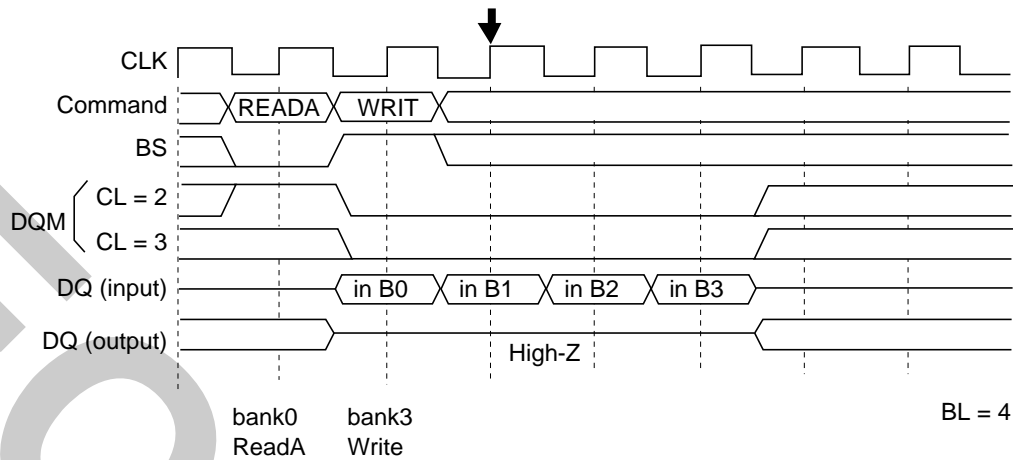 CLK
Command READA WRIT
BS
DQM CL = 2
CL = 3
DQ (input) in B0 in B1 in B2 in B3
DQ (output) High-Z
bank0 bank3 BL = 4
ReadA Write